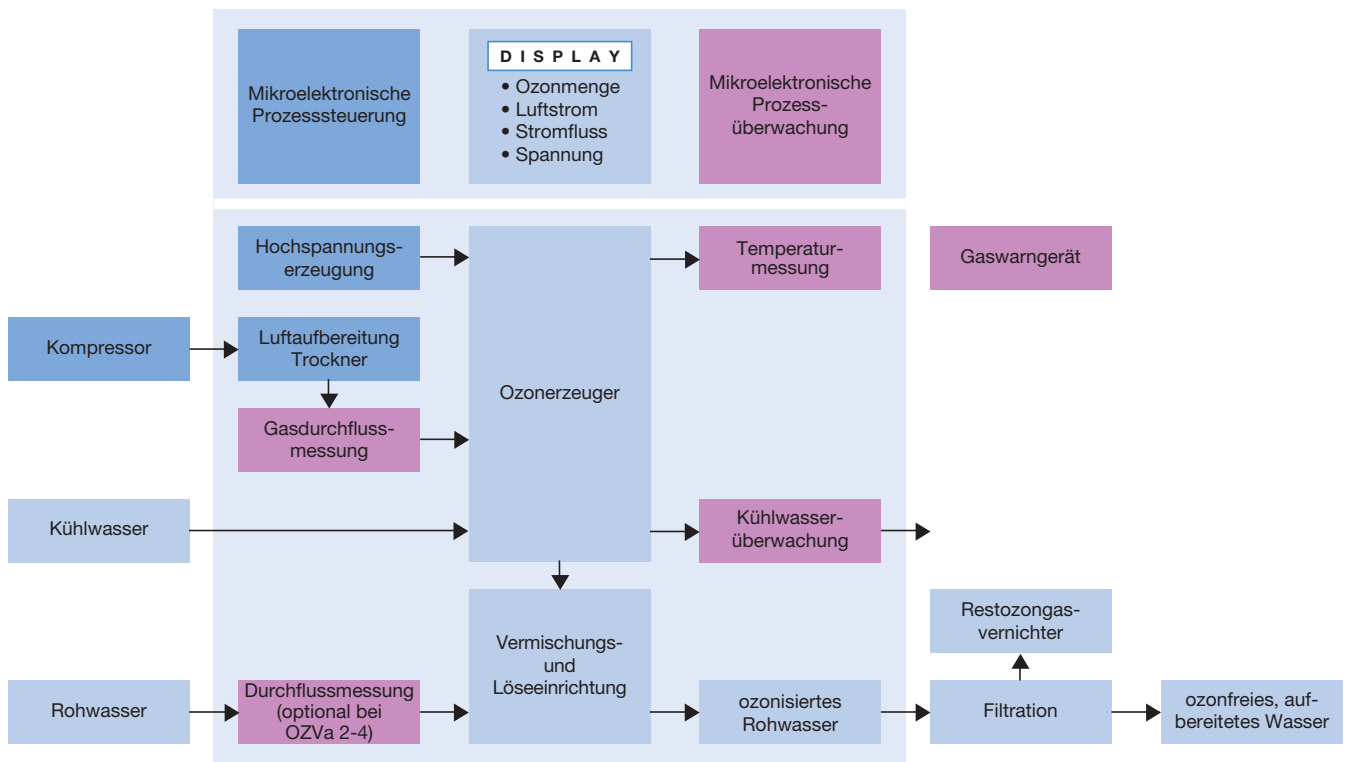 Mikroelektronische
Prozesssteuerung
DISPLAY
• Ozonmenge
• Luftstrom
• Stromfluss
• Spannung
Mikroelektronische
Prozess-
überwachung
Hochspannungs-
erzeugung
Temperatur-
messung
Gaswarngerät
Kompressor
Luftaufbereitung
Trockner
Ozonerzeuger
Gasdurchfluss-
messung
Kühlwasser
Kühlwasser-
überwachung
Vermischungs-
und
Löseeinrichtung
Restozongas-
vernichter
Rohwasser
Durchflussmessung
(optional bei
OZVa 2-4)
ozonisiertes
Rohwasser
Filtration
ozonfreies, auf-
bereitetes Wasser